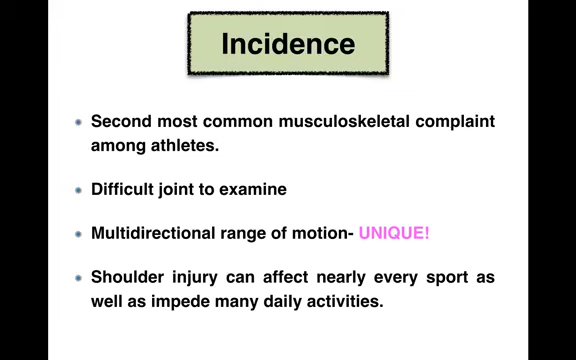 Incidence
Second most common musculoskeletal complaint
among athletes.
Difficult joint to examine
Multidirectional range of motion- UNIQUE!
Shoulder injury can affect nearly every sport as
well as impede many daily activities.